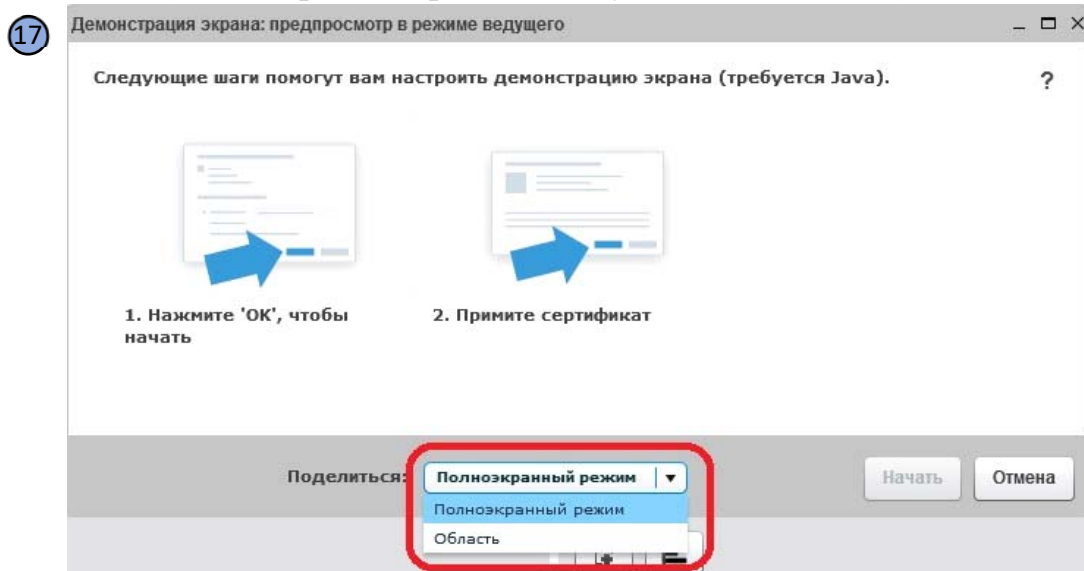 17
Демонстрация экрана: предпросмотр в режиме ведущего
Следующие шаги помогут вам настроить демонстрацию экрана (требуется Java).
?
1. Нажмите 'OK', чтобы
начать
2. Примите сертификат
Поделиться:
Полноэкранный режим
Начать
Отмена
Полноэкранный режим
Область